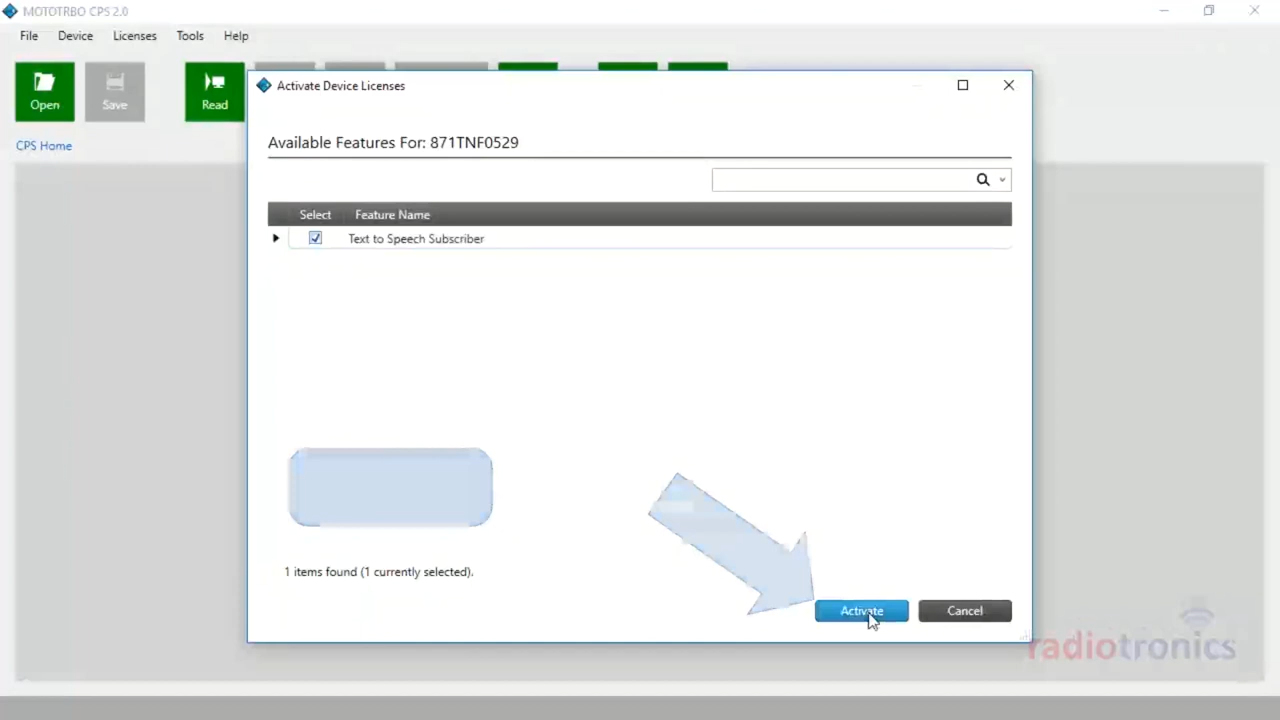 MOTOTRBO CPS 2.0
File Device Licenses Tools Help
Open Save Read
CPS Home
Activate Device Licenses
Available Features For: 871TNF0529
Select Feature Name
Text to Speech Subscriber
1 items found (1 currently selected).
Activate Cancel
radiotronics